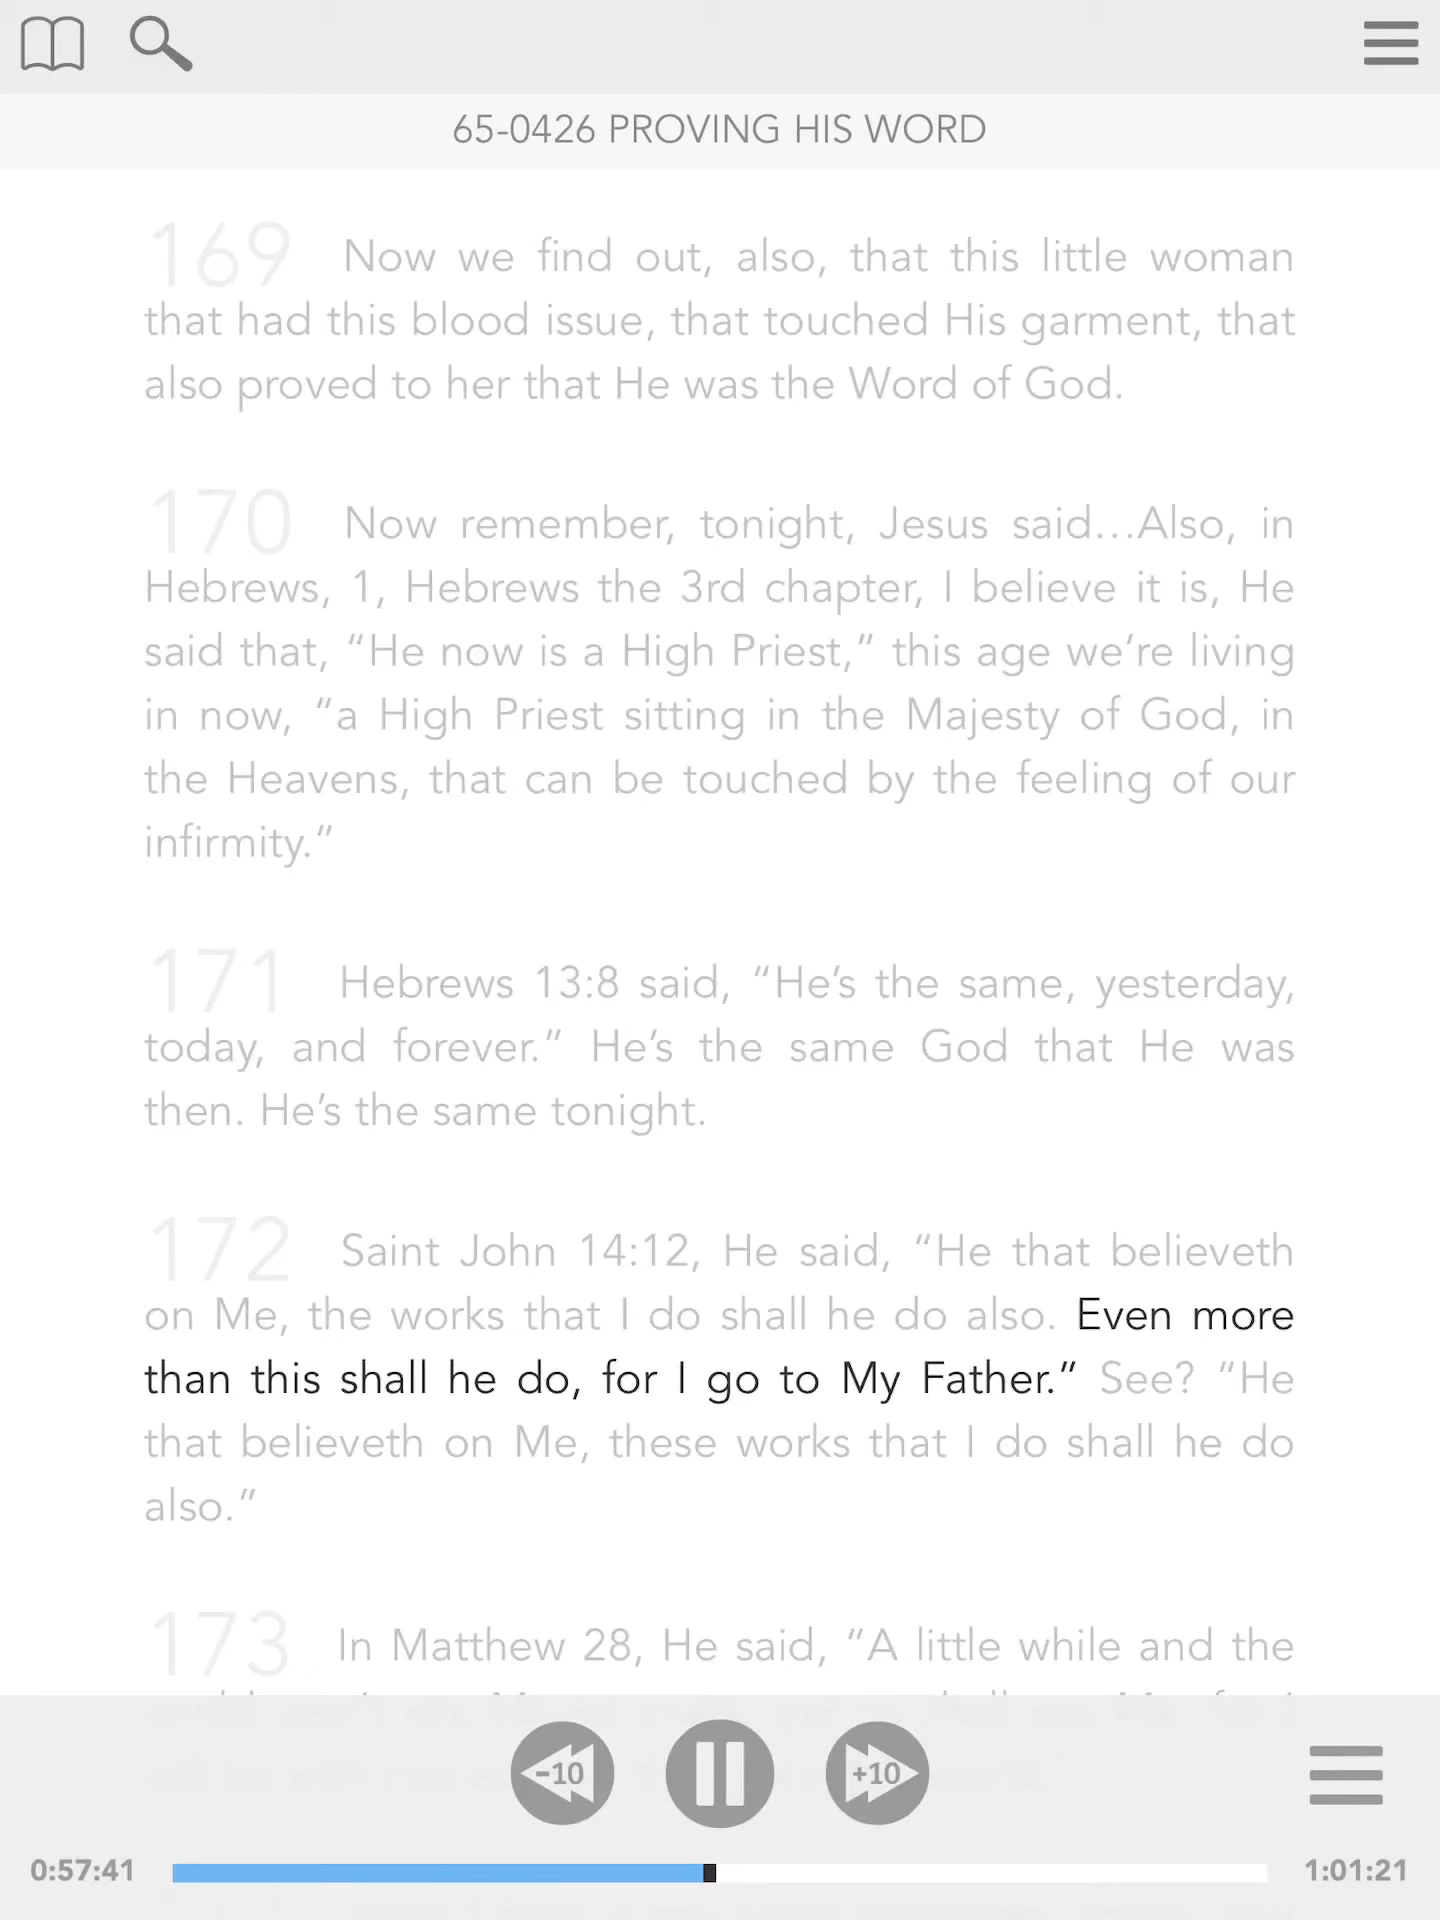 65-0426 PROVING HIS WORD
169 Now we find out, also, that this little woman
that had this blood issue, that touched His garment, that
also proved to her that He was the Word of God.
170 Now remember, tonight, Jesus said…Also, in
Hebrews, 1, Hebrews the 3rd chapter, I believe it is, He
said that, “He now is a High Priest,” this age we’re living
in now, “a High Priest sitting in the Majesty of God, in
the Heavens, that can be touched by the feeling of our
infirmity.”
171 Hebrews 13:8 said, “He’s the same, yesterday,
today, and forever.” He’s the same God that He was
then. He’s the same tonight.
172 Saint John 14:12, He said, “He that believeth
on Me, the works that I do shall he do also. Even more
than this shall he do, for I go to My Father.” See? “He
that believeth on Me, these works that I do shall he do
also.”
173 In Matthew 28, He said, “A little while and the
-10 +10
0:57:41 1:01:21